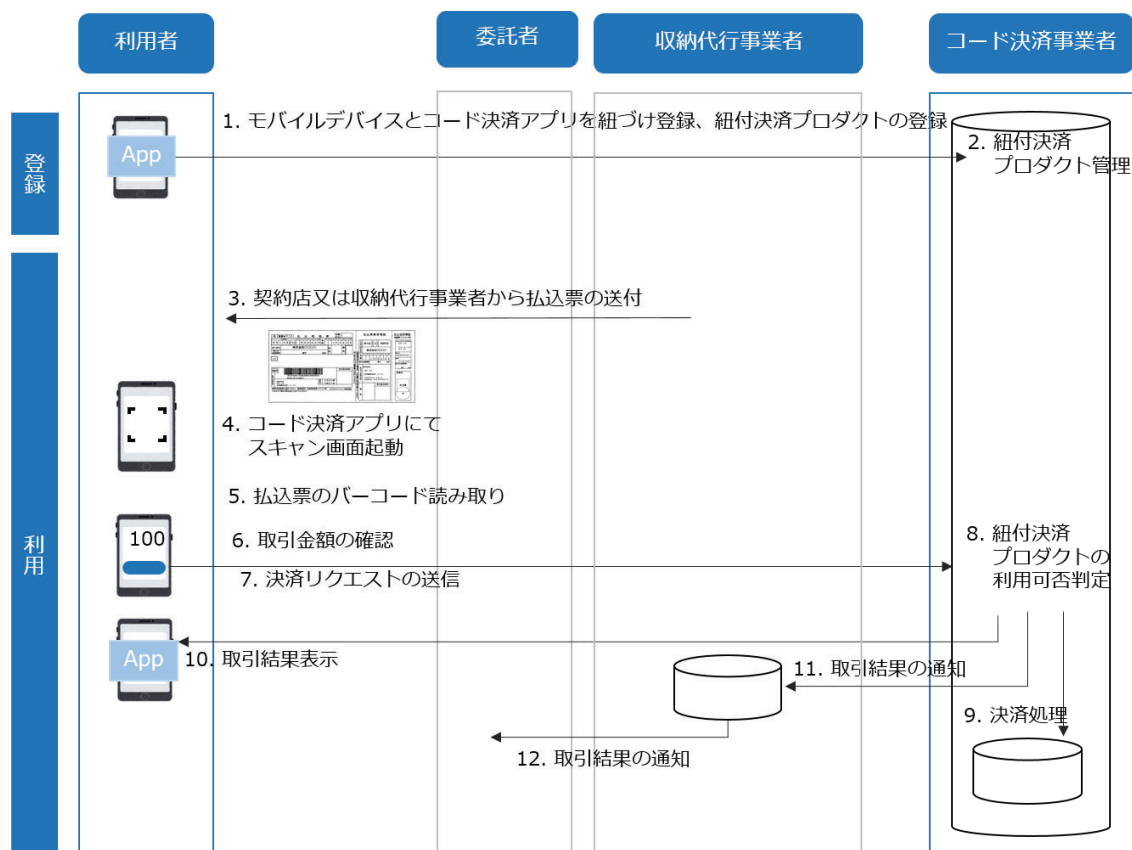 利用者
委託者
収納代行事業者
コード決済事業者
登録
App
1. モバイルデバイスとコード決済アプリを紐づけ登録、紐付決済プロダクトの登録
2. 紐付決済
プロダクト管理
利用
3. 契約店又は収納代行事業者から払込票の送付
4. コード決済アプリにて
スキャン画面起動
5. 払込票のバーコード読み取り
100
6. 取引金額の確認
7. 決済リクエストの送信
8. 紐付決済
プロダクトの
利用可否判定
App
10. 取引結果表示
11. 取引結果の通知
9. 決済処理
12. 取引結果の通知